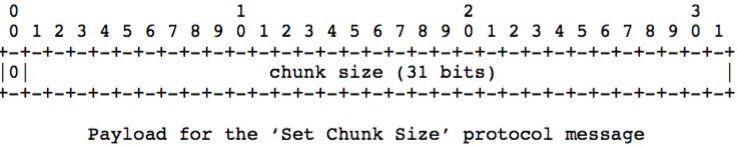 0 1 2 3
0 1 2 3 4 5 6 7 8 9 0 1 2 3 4 5 6 7 8 9 0 1 2 3 4 5 6 7 8 9 0 1
+-+-+-+-+-+-+-+-+-+-+-+-+-+-+-+-+-+-+-+-+-+-+-+-+-+-+-+-+-+-+-+-+
|0| chunk size (31 bits) |
+-+-+-+-+-+-+-+-+-+-+-+-+-+-+-+-+-+-+-+-+-+-+-+-+-+-+-+-+-+-+-+-+
Payload for the ‘Set Chunk Size’ protocol message